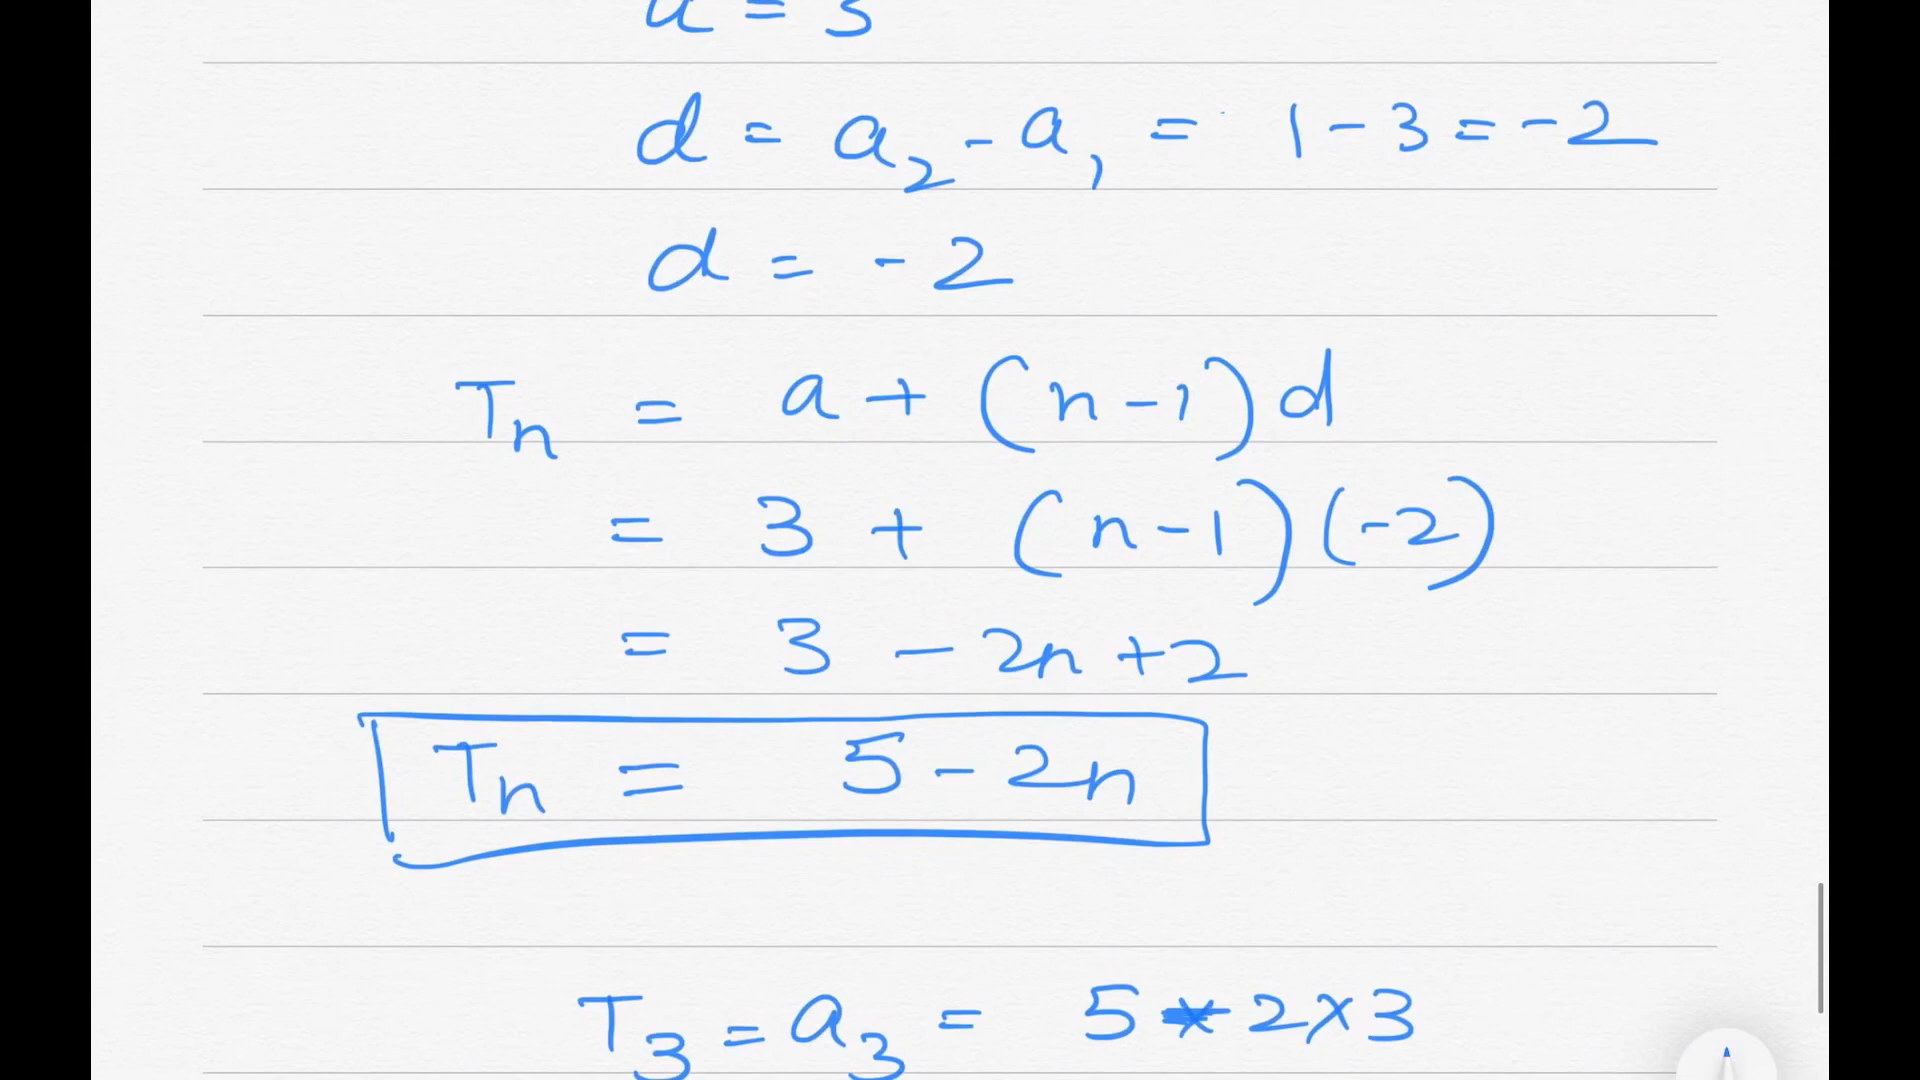 a = 3
d = a₂ - a₁ = 1 - 3 = -2
d = -2
Tₙ = a + (n-1)d
= 3 + (n-1)(-2)
= 3 - 2n + 2
Tₙ = 5 - 2n
T₃ = a₃ = 5 - 2×3